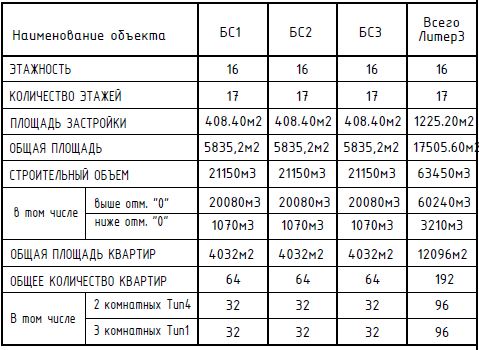 Наименование объекта БС1 БС2 БС3 Всего Литер3
ЭТАЖНОСТЬ 16 16 16 16
КОЛИЧЕСТВО ЭТАЖЕЙ 17 17 17 17
ПЛОЩАДЬ ЗАСТРОЙКИ 408.40м2 408.40м2 408.40м2 1225.20м2
ОБЩАЯ ПЛОЩАДЬ 5835,2м2 5835,2м2 5835,2м2 17505.60м2
СТРОИТЕЛЬНЫЙ ОБЪЕМ 21150м3 21150м3 21150м3 63450м3
в том числе
выше отм. "0" 20080м3 20080м3 20080м3 60240м3
ниже отм. "0" 1070м3 1070м3 1070м3 3210м3
ОБЩАЯ ПЛОЩАДЬ КВАРТИР 4032м2 4032м2 4032м2 12096м2
ОБЩЕЕ КОЛИЧЕСТВО КВАРТИР 64 64 64 192
В том числе
2 комнатных Тип4 32 32 32 96
3 комнатных Тип1 32 32 32 96